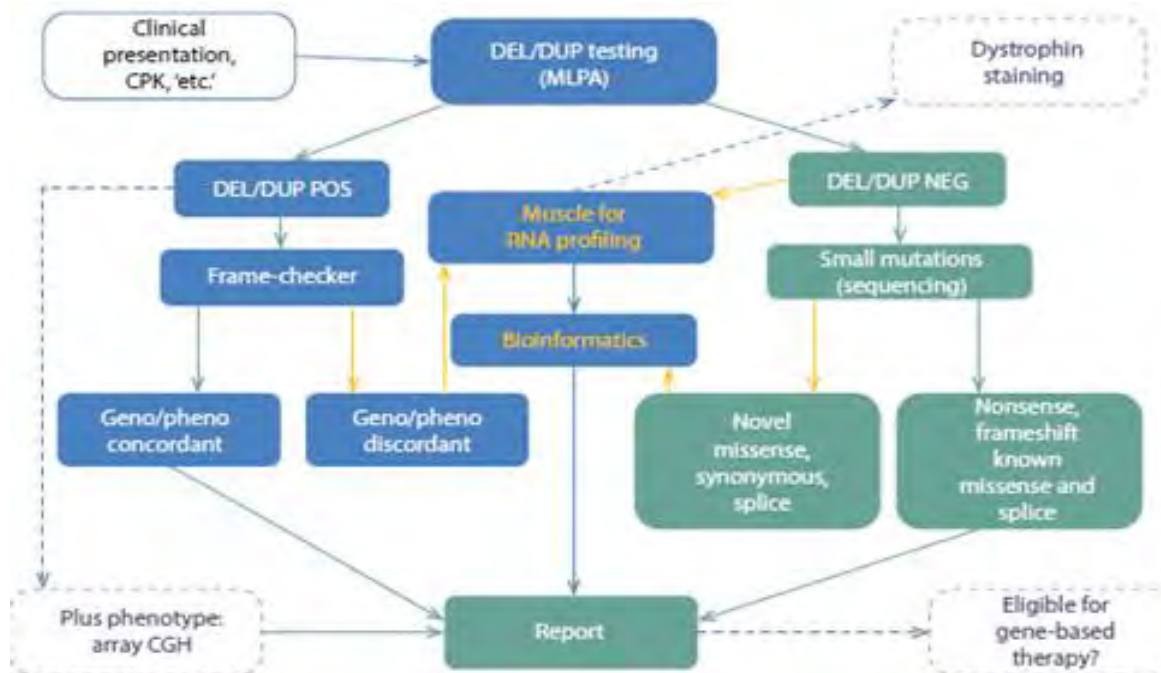 Clinical
presentation,
CPK, ‘etc.’
DEL/DUP testing
(MLPA)
Dystrophin
staining
DEL/DUP POS
DEL/DUP NEG
Muscle for
RNA profiling
Frame-checker
Small mutations
(sequencing)
Bioinformatics
Geno/pheno
concordant
Geno/pheno
discordant
Novel
missense,
synonymous,
splice
Nonsense,
frameshift
known
missense and
splice
Plus phenotype:
array CGH
Report
Eligible for
gene-based
therapy?